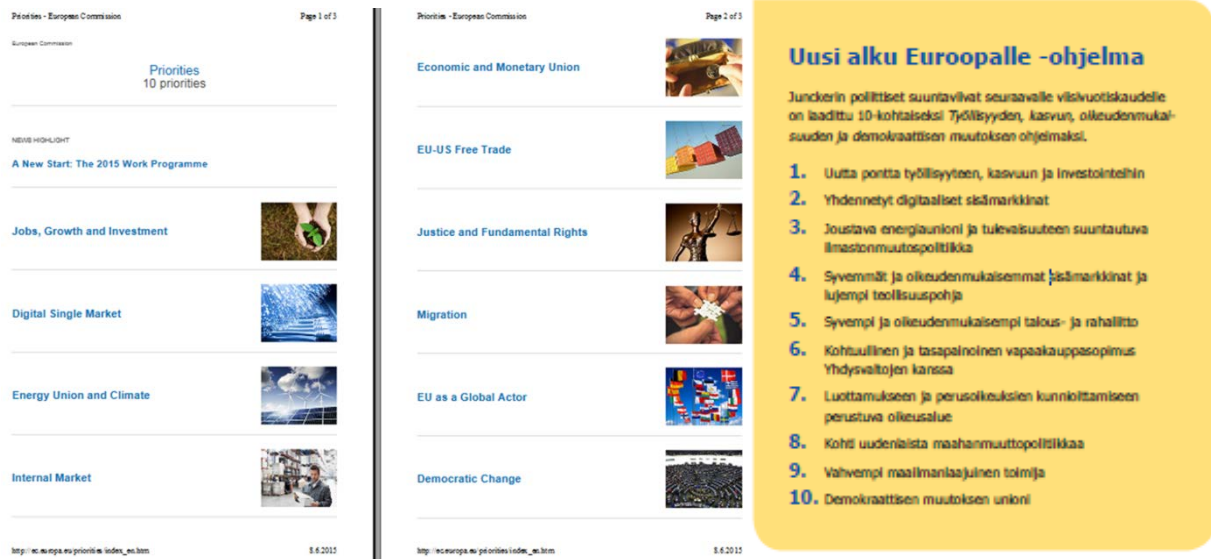 Priorities - European Commission
Page 1 of 3
European Commission
Priorities
10 priorities
NEWS HIGHLIGHT
A New Start: The 2015 Work Programme
Jobs, Growth and Investment
Digital Single Market
Energy Union and Climate
Internal Market
http://ec.europa.eu/priorities/index_en.htm
8.6.2015
Priorities - European Commission
Page 2 of 3
Economic and Monetary Union
EU-US Free Trade
Justice and Fundamental Rights
Migration
EU as a Global Actor
Democratic Change
http://ec.europa.eu/priorities/index_en.htm
8.6.2015
Uusi alku Euroopalle -ohjelma
Junckerin poliittiset suuntaviivat seuraavalle viisivuotiskaudelle
on laadittu 10-kohtaiseksi Työllisyyden, kasvun, oikeudenmukai-
suuden ja demokraattisen muutoksen ohjelmaksi.
1. Uutta pontta työllisyyteen, kasvuun ja investointeihin
2. Yhdennetyt digitaaliset sisämarkkinat
3. Joustava energiaunioni ja tulevaisuuteen suuntautuva
ilmastonmuutospolitiikka
4. Syvemmät ja oikeudenmukaisemmat sisämarkkinat ja
lujempi teollisuuspohja
5. Syvempi ja oikeudenmukaisempi talous- ja rahaliitto
6. Kohtuullinen ja tasapainoinen vapaakauppasopimus
Yhdysvaltojen kanssa
7. Luottamukseen ja perusoikeuksien kunnioittamiseen
perustuva oikeusalue
8. Kohti uudenlaista maahanmuuttopolitiikkaa
9. Vahvempi maailmanlaajuinen toimija
10. Demokraattisen muutoksen unioni